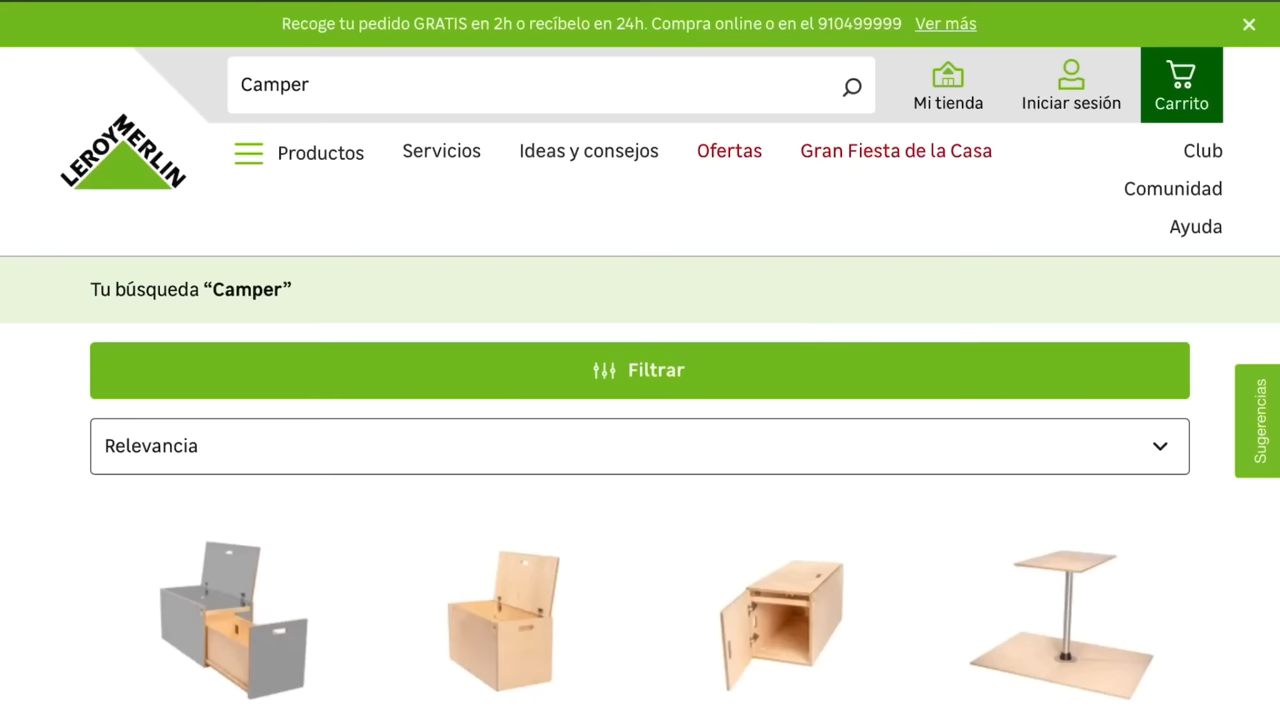 Recoge tu pedido GRATIS en 2h o recíbelo en 24h. Compra online o en el 910499999 Ver más
Camper
Mi tienda
Iniciar sesión
Carrito
LEROY MERLIN
Productos
Servicios
Ideas y consejos
Ofertas
Gran Fiesta de la Casa
Club
Comunidad
Ayuda
Tu búsqueda “Camper”
Filtrar
Relevancia
Sugerencias